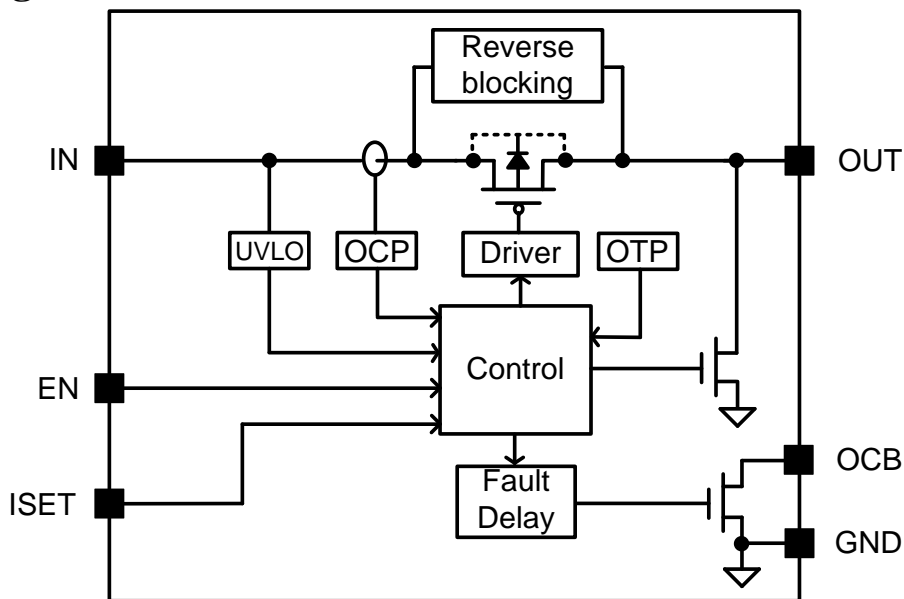 Reverse
blocking
IN
OUT
UVLO
OCP
Driver
OTP
Control
EN
OCB
ISET
Fault
Delay
GND